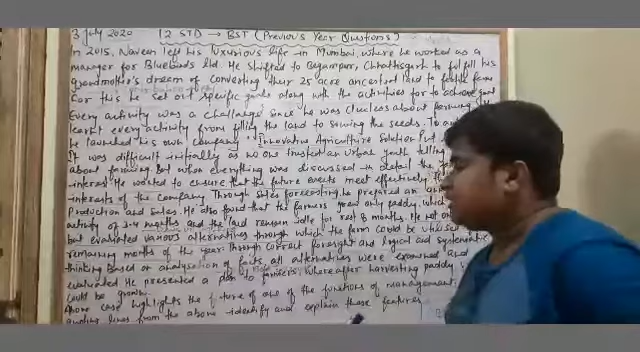 3 July 2020 12 STD → BST (Previous Year Questions)
In 2015, Naveen left his luxurious life in Mumbai, where he worked as a
manager for Bluebirds Ltd. He shifted to Begampur, Chhattisgarh to fulfill his
grandmother's dream of converting their 25 acre ancestral land to fertile farm
For this he set out specific goals along with the activities for to achieve
Every activity was a challenge since he was clueless about farming
learnt every activity from filling the land to sowing the seeds. To
he launched his own company "Innovative Agriculture Solution Pvt
It was difficult initially as no one trusted an urban youth telling
about farming. But when everything was discussed in detail the
interest. He wanted to ensure that the future events meet effectively
interests of the company Through sales forecasting, he prepared an
Production and Sales. He also found that the farmers grew only paddy, which
activity of 3-4 months and the land remain idle for rest 8 months. He not
but evaluated various alternatives through which the farm could be utilised
remaining months of the year. Through correct foresight and logical and systematic
thinking based on analysation of facts, all alternatives were examined and
evaluated. He presented a plan to farmers, where after harvesting paddy
could be grown.
Above case highlights the of one of the functions of management
quoting lines from the above identify and explain these features